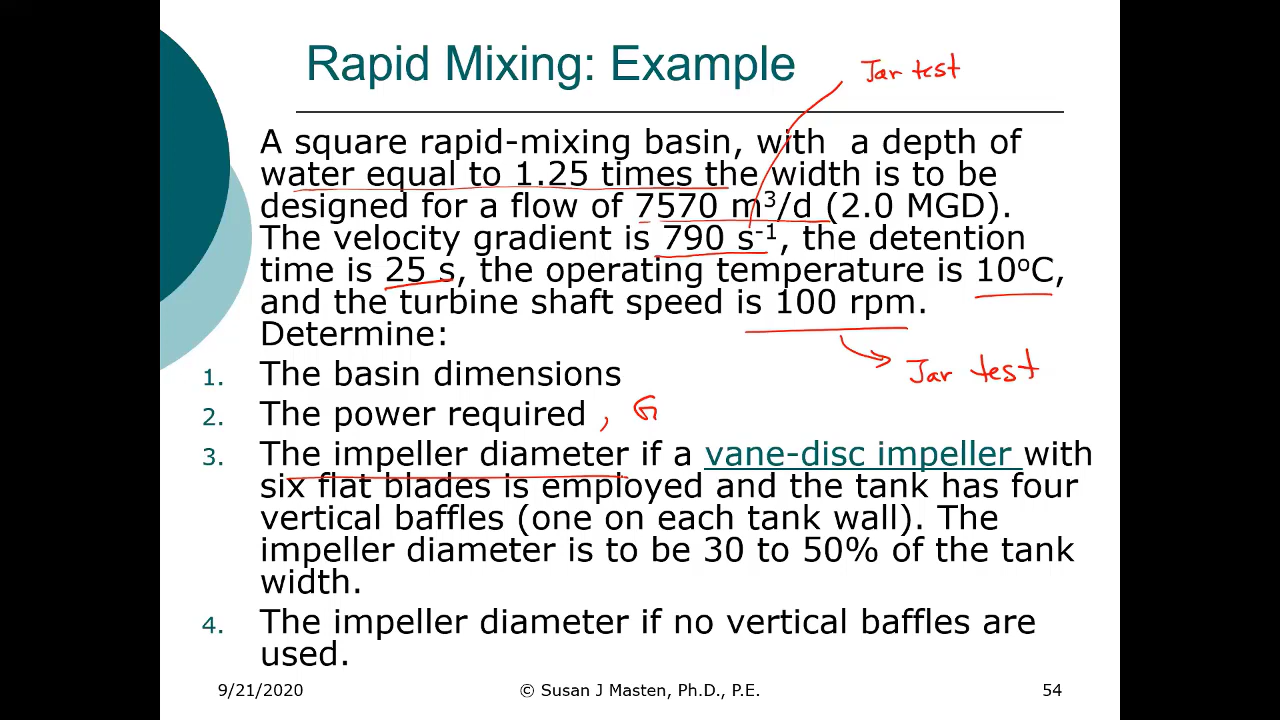 Rapid Mixing: Example
Jar test
A square rapid-mixing basin, with a depth of
water equal to 1.25 times the width is to be
designed for a flow of 7570 m³/d (2.0 MGD).
The velocity gradient is 790 s⁻¹, the detention
time is 25 s, the operating temperature is 10°C,
and the turbine shaft speed is 100 rpm.
Determine:
Jar test
1. The basin dimensions
2. The power required , G
3. The impeller diameter if a vane-disc impeller with
six flat blades is employed and the tank has four
vertical baffles (one on each tank wall). The
impeller diameter is to be 30 to 50% of the tank
width.
4. The impeller diameter if no vertical baffles are
used.
9/21/2020 © Susan J Masten, Ph.D., P.E. 54